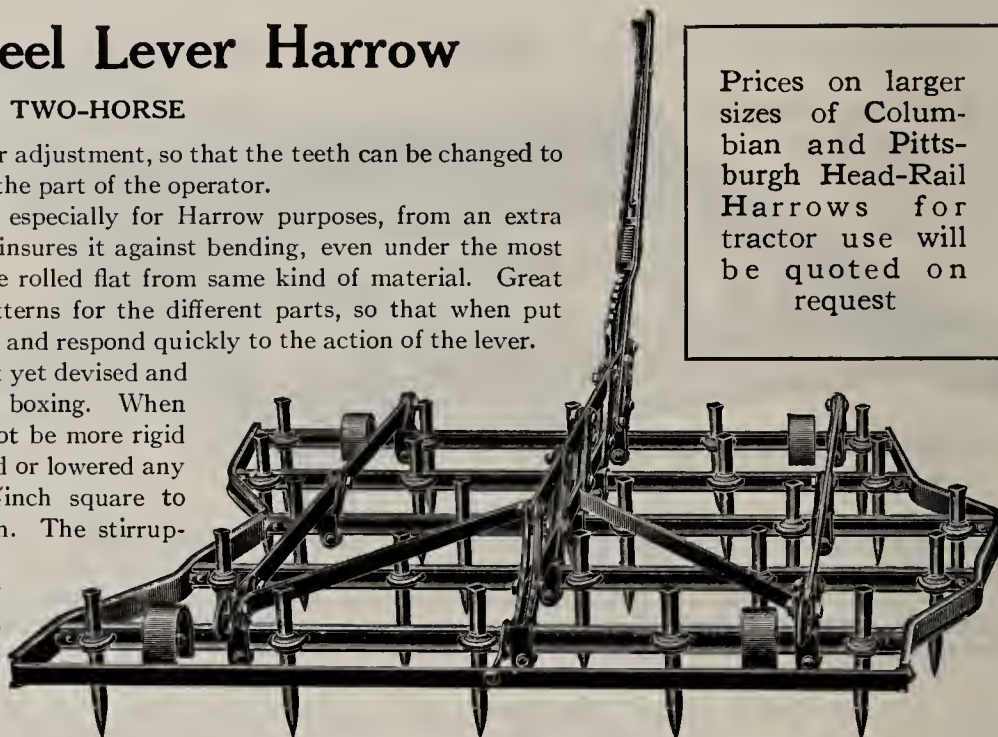 eel Lever Harrow
TWO-HORSE
r adjustment, so that the teeth can be changed to
the part of the operator.
especially for Harrow purposes, from an extra
insures it against bending, even under the most
e rolled flat from same kind of material. Great
tterns for the different parts, so that when put
and respond quickly to the action of the lever.
t yet devised and
boxing. When
ot be more rigid
d or lowered any
inch square to
n. The stirrup-
Prices on larger
sizes of Colum-
bian and Pitts-
burgh Head-Rail
Harrows for
tractor use will
be quoted on
request